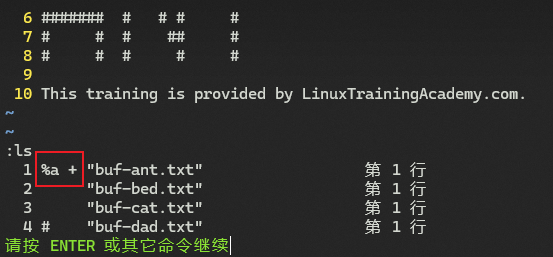 6 #######  #   # #    #
7 #     #  #    ##     #
8 #     #  #     #     #
9
10 This training is provided by LinuxTrainingAcademy.com.
~
~
:ls
1 %a + "buf-ant.txt" 第 1 行
2 "buf-bed.txt" 第 1 行
3 "buf-cat.txt" 第 1 行
4 # "buf-dad.txt" 第 1 行
请按 ENTER 或其它命令继续